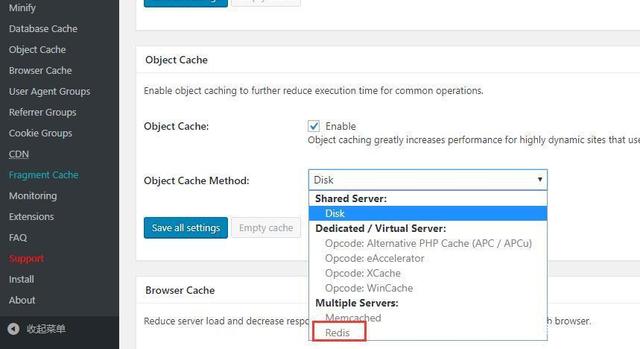 Minify
Database Cache
Object Cache
Browser Cache
User Agent Groups
Referrer Groups
Cookie Groups
CDN
Fragment Cache
Monitoring
Extensions
FAQ
Support
Install
About
收起菜单
Object Cache
Enable object caching to further reduce execution time for common operations.
Object Cache: Enable
Object caching greatly increases performance for highly dynamic sites that use
Object Cache Method: Disk
Shared Server:
Disk
Dedicated / Virtual Server:
Opcode: Alternative PHP Cache (APC / APCu)
Opcode: eAccelerator
Opcode: XCache
Opcode: WinCache
Multiple Servers:
Memcached
Redis
Save all settings Empty cache
Browser Cache
Reduce server load and decrease respo h browser.